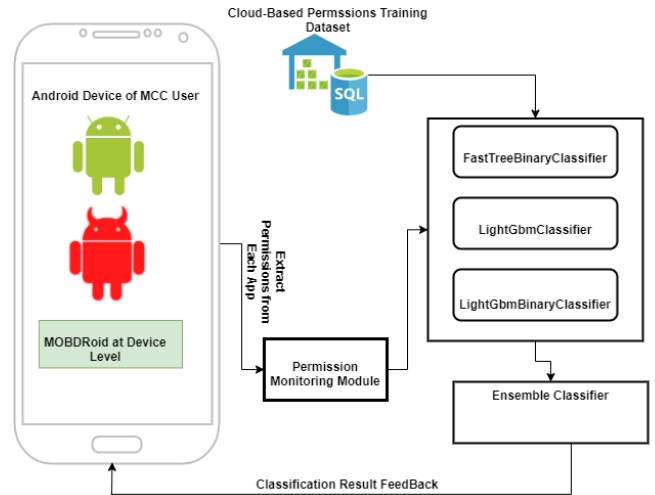 Cloud-Based Permssions Training
Dataset
SQL
Android Device of MCC User
MOBDRoid at Device
Level
Extract
Permissions from
Each App
Permission
Monitoring Module
FastTreeBinaryClassifier
LightGbmClassifier
LightGbmBinaryClassifier
Ensemble Classifier
Classification Result FeedBack